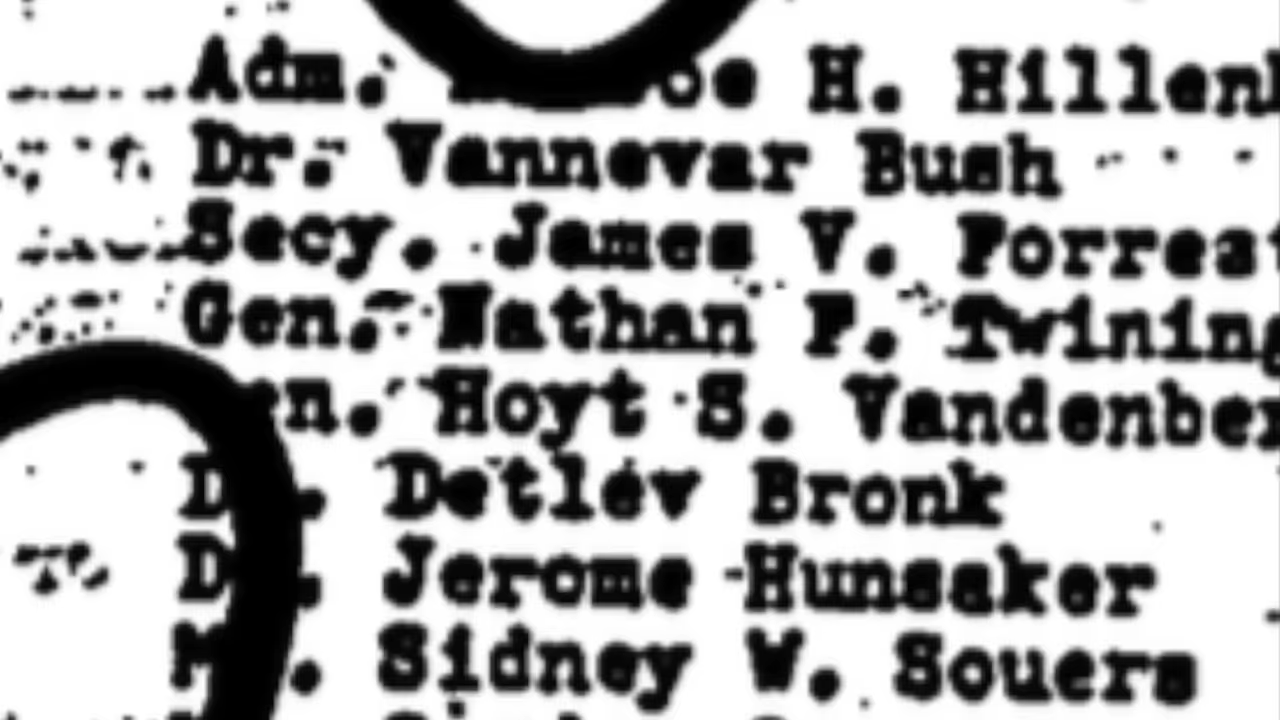 Adm. H. Hillen
Dr. Vannevar Bush
Secy. James V. Forrest
Gen. Nathan F. Twining
Hoyt S. Vandenber
D. Detlev Bronk
D. Jerome Hunsaker
Sidney W. Souers